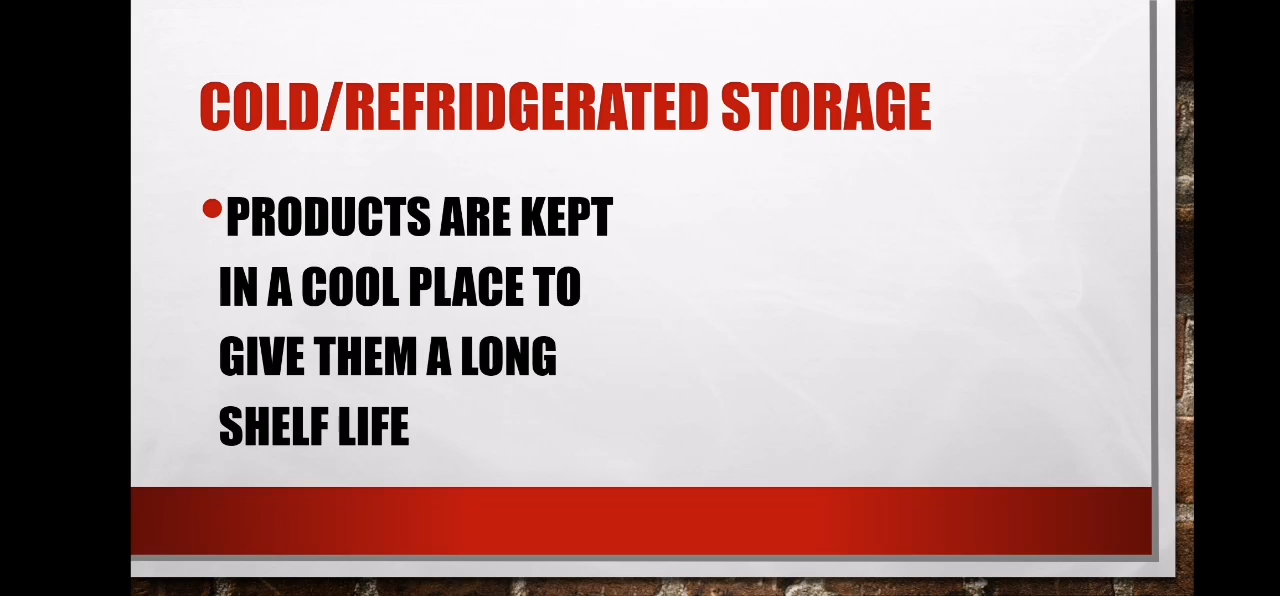 COLD/REFRIDGERATED STORAGE
•PRODUCTS ARE KEPT
IN A COOL PLACE TO
GIVE THEM A LONG
SHELF LIFE